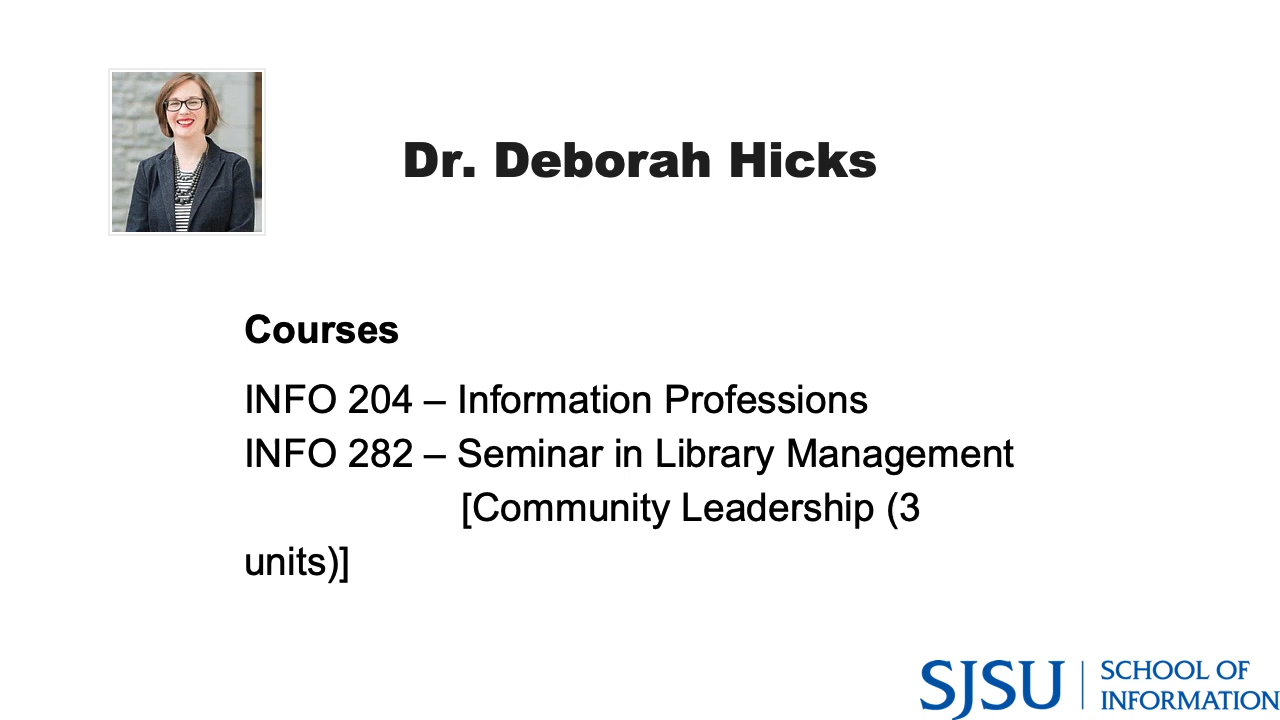 Dr. Deborah Hicks
Courses
INFO 204 – Information Professions
INFO 282 – Seminar in Library Management
[Community Leadership (3
units)]
SJSU | SCHOOL OF
INFORMATION